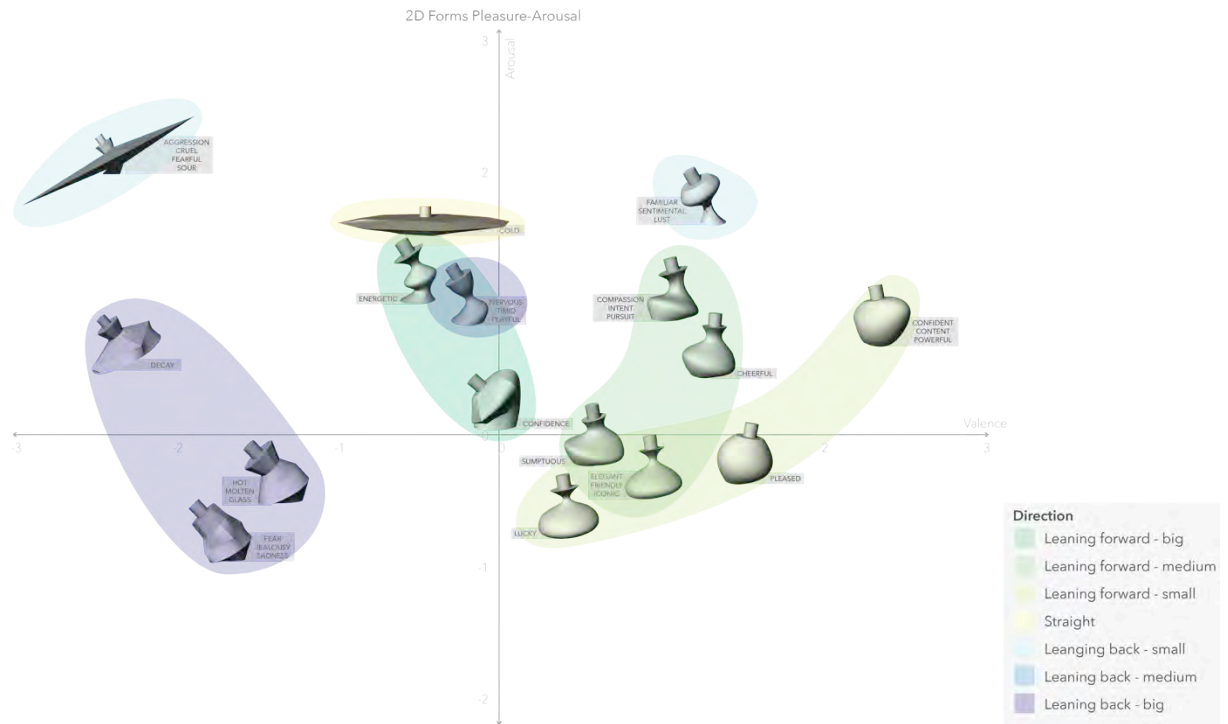 2D Forms Pleasure-Arousal
3
Arousal
AGGRESSION
CRUEL
FEARFUL
SOUR
2
FAMILIAR
SENTIMENTAL
LUST
COLD
ENERGETIC
NERVOUS
TIMID
PLAYFUL
COMPASSION
INTENT
PURSUIT
CONFIDENT
CONTENT
POWERFUL
DECAY
CHEERFUL
CONFIDENCE
Valence
-3
-2
-1
0
2
3
SUMPTUOUS
HOT
MOLTEN
GLASS
ELEGANT
FRIENDLY
ICONIC
PLEASED
LUCKY
FEAR
JEALOUSY
SADNESS
-1
-2
Direction
Leaning forward - big
Leaning forward - medium
Leaning forward - small
Straight
Leanging back - small
Leaning back - medium
Leaning back - big